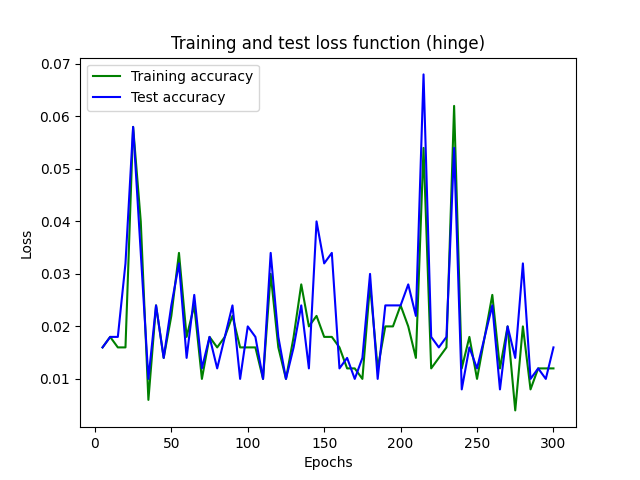 Training and test loss function (hinge)
Training accuracy
Test accuracy
0.07
0.06
0.05
0.04
0.03
0.02
0.01
Loss
0
50
100
150
200
250
300
Epochs